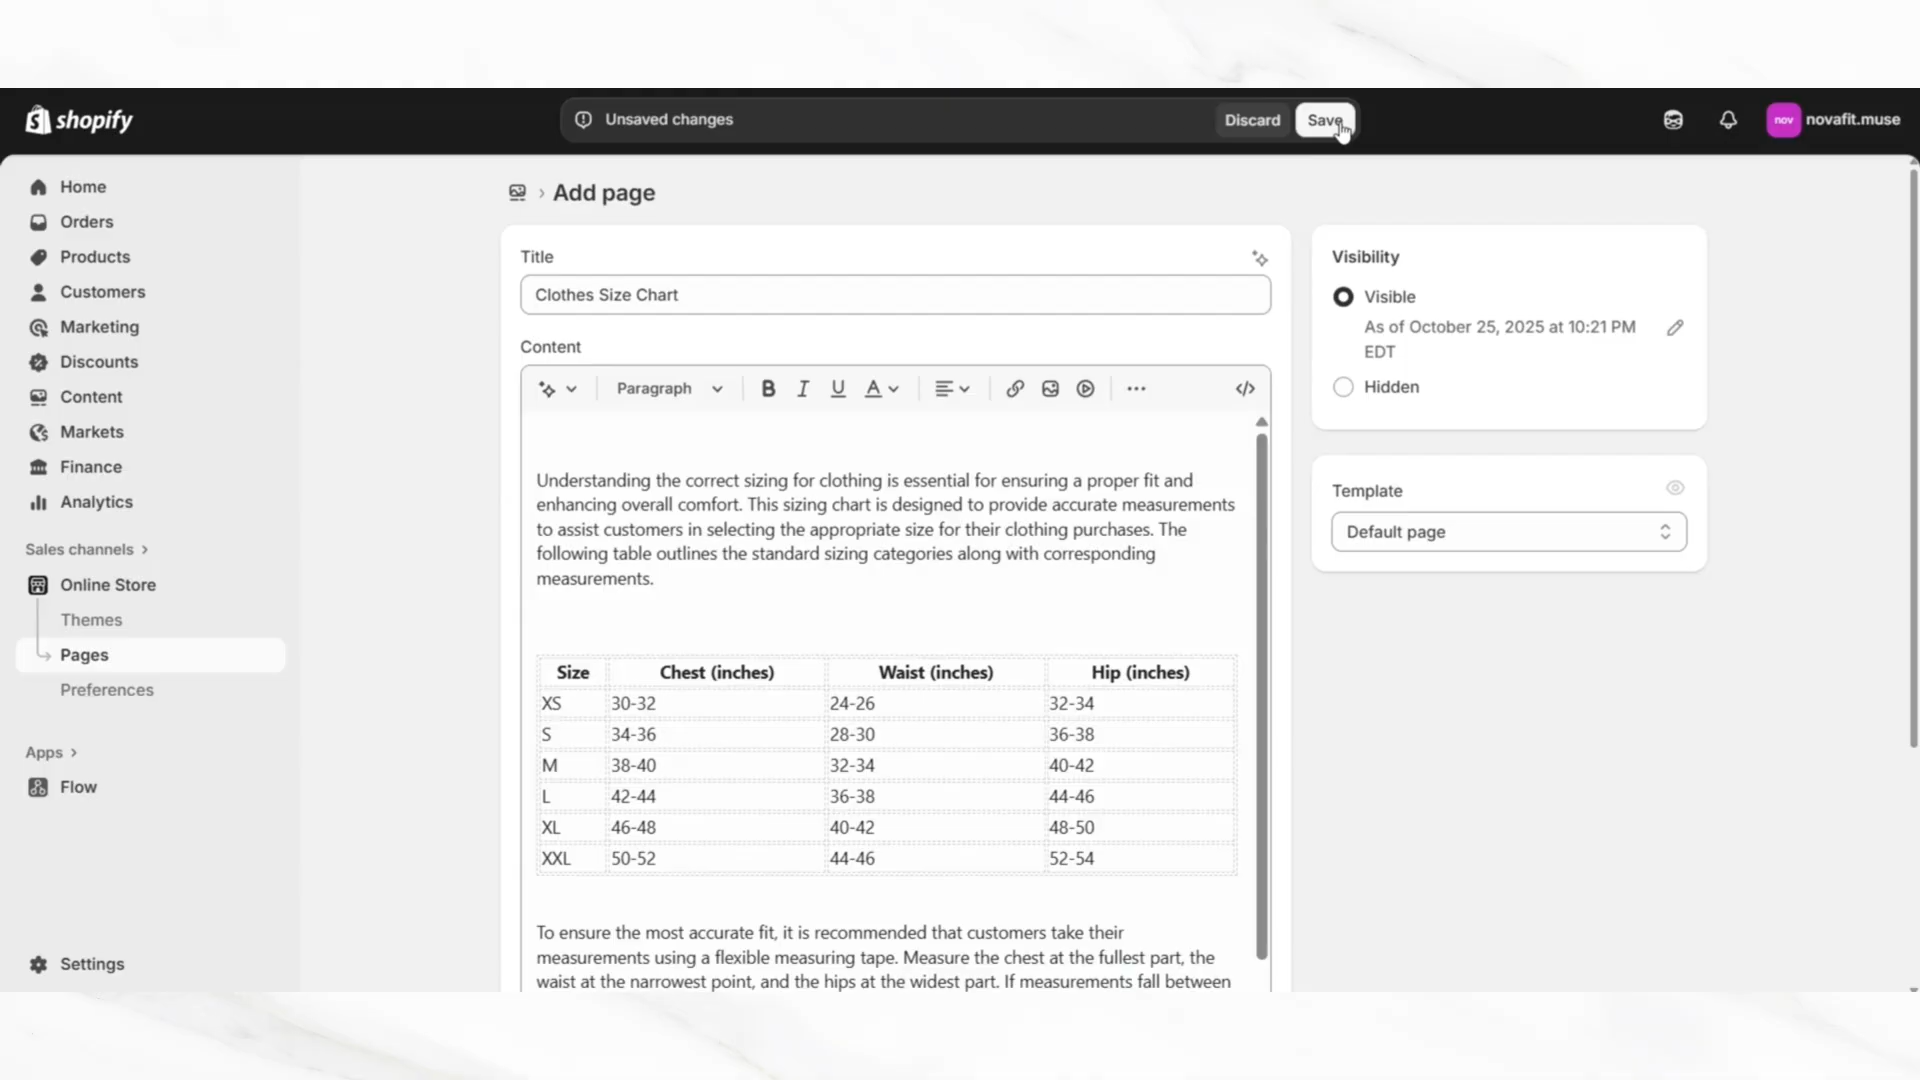 shopify
Unsaved changes
Discard
Save
nov
novafit.muse
Home
Orders
Products
Customers
Marketing
Discounts
Content
Markets
Finance
Analytics
Sales channels >
Online Store
Themes
Pages
Preferences
Apps >
Flow
Settings
> Add page
Title
Clothes Size Chart
Content
Paragraph
B I U A
</>
Understanding the correct sizing for clothing is essential for ensuring a proper fit and
enhancing overall comfort. This sizing chart is designed to provide accurate measurements
to assist customers in selecting the appropriate size for their clothing purchases. The
following table outlines the standard sizing categories along with corresponding
measurements.
Size Chest (inches) Waist (inches) Hip (inches)
XS 30-32 24-26 32-34
S 34-36 28-30 36-38
M 38-40 32-34 40-42
L 42-44 36-38 44-46
XL 46-48 40-42 48-50
XXL 50-52 44-46 52-54
To ensure the most accurate fit, it is recommended that customers take their
measurements using a flexible measuring tape. Measure the chest at the fullest part, the
waist at the narrowest point, and the hips at the widest part. If measurements fall between
Visibility
Visible
As of October 25, 2025 at 10:21 PM
EDT
Hidden
Template
Default page